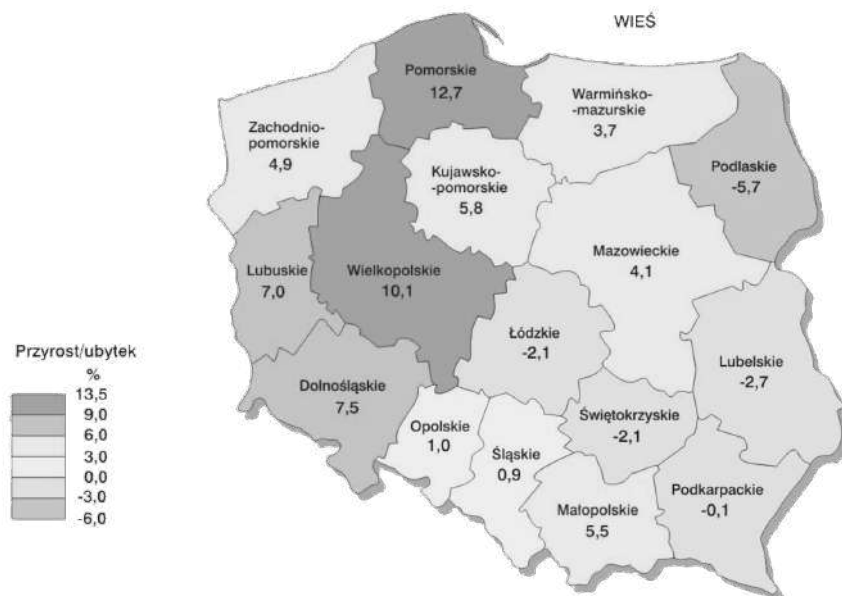 WIEŚ
Pomorskie
12,7
Warmińsko-
-mazurskie
3,7
Zachodnio-
pomorskie
4,9
Podlaskie
-5,7
Kujawsko-
-pomorskie
5,8
Mazowieckie
4,1
Lubuskie
7,0
Wielkopolskie
10,1
Łódzkie
-2,1
Lubelskie
-2,7
Dolnośląskie
7,5
Opolskie
1,0
Śląskie
0,9
Świętokrzyskie
-2,1
Małopolskie
5,5
Podkarpackie
-0,1
Przyrost/ubytek
%
13,5
9,0
6,0
3,0
0,0
-3,0
-6,0